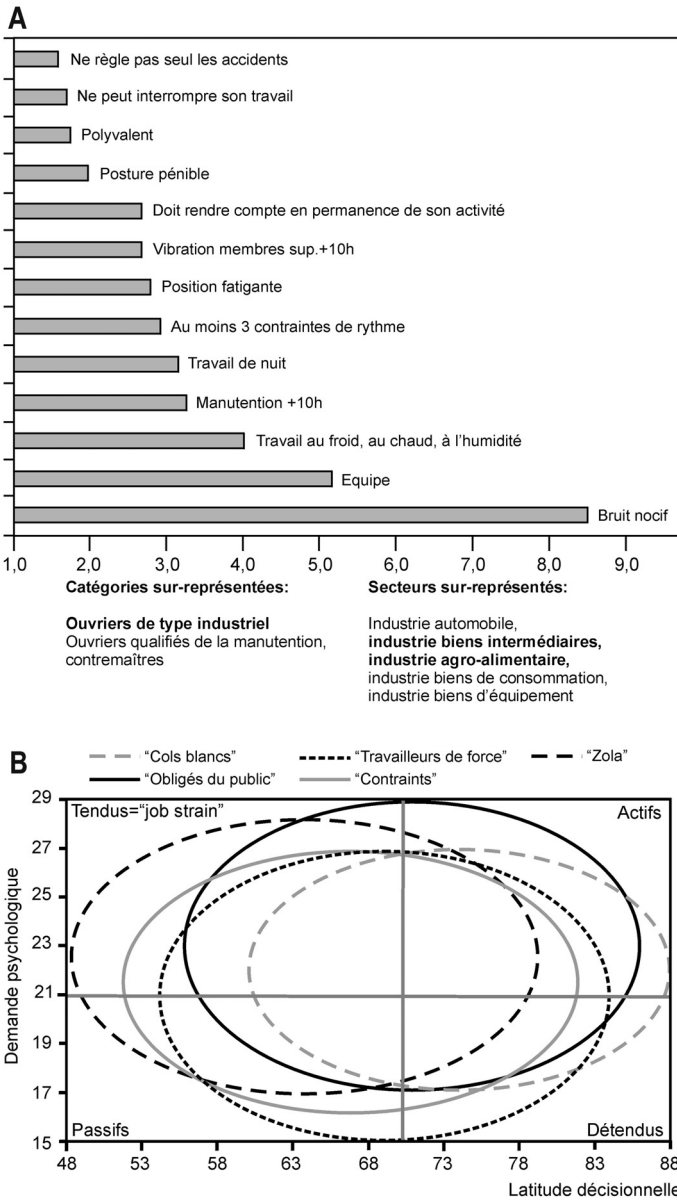 A
Ne règle pas seul les accidents
Ne peut interrompre son travail
Polyvalent
Posture pénible
Doit rendre compte en permanence de son activité
Vibration membres sup.+10h
Position fatigante
Au moins 3 contraintes de rythme
Travail de nuit
Manutention +10h
Travail au froid, au chaud, à l’humidité
Equipe
Bruit nocif
1,0 2,0 3,0 4,0 5,0 6,0 7,0 8,0 9,0
Catégories sur-représentées:
Ouvriers de type industriel
Ouvriers qualifiés de la manutention,
contremaîtres
Secteurs sur-représentés:
Industrie automobile,
industrie biens intermédiaires,
industrie agro-alimentaire,
industrie biens de consommation,
industrie biens d’équipement
B
“Cols blancs” “Travailleurs de force” “Zola”
“Obligés du public” “Contraints”
Tendus=“job strain” Actifs
Demande psychologique
29
27
25
23
21
19
17
15
Passifs Détendus
48 53 58 63 68 73 78 83 88
Latitude décisionnelle